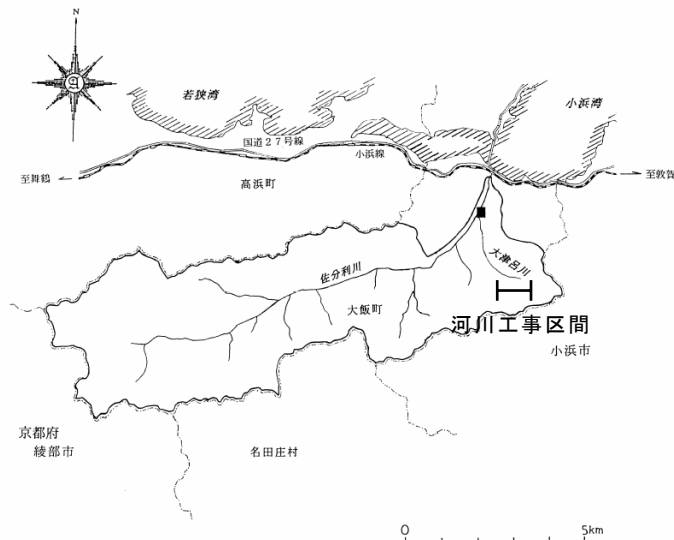 N
若狭湾
小浜湾
国道27号線
小浜線
至舞鶴
至敦賀
高浜町
大津呂川
佐分利川
大飯町
河川工事区間
小浜市
京都府
綾部市
名田庄村
0 5km